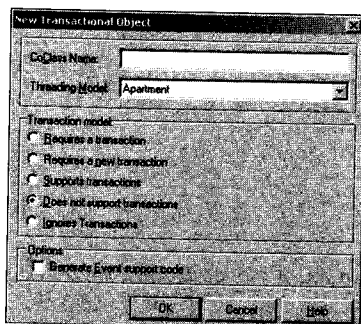 New Transactional Object
CoClass Name:
Threading Model: Apartment
Transaction model
Requires a transaction
Requires a new transaction
Supports transactions
Does not support transactions
Ignores Transactions
Options
Generate Event support code
OK Cancel Help